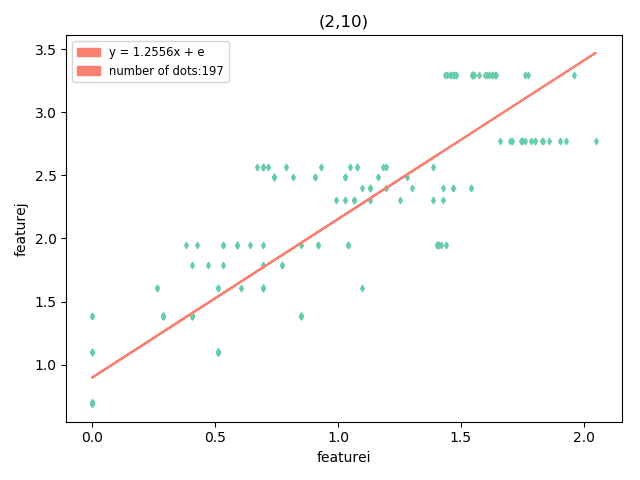 (2,10)
y = 1.2556x + e
number of dots:197
3.5
3.0
2.5
2.0
1.5
1.0
featurej
0.0 0.5 1.0 1.5 2.0
featurei